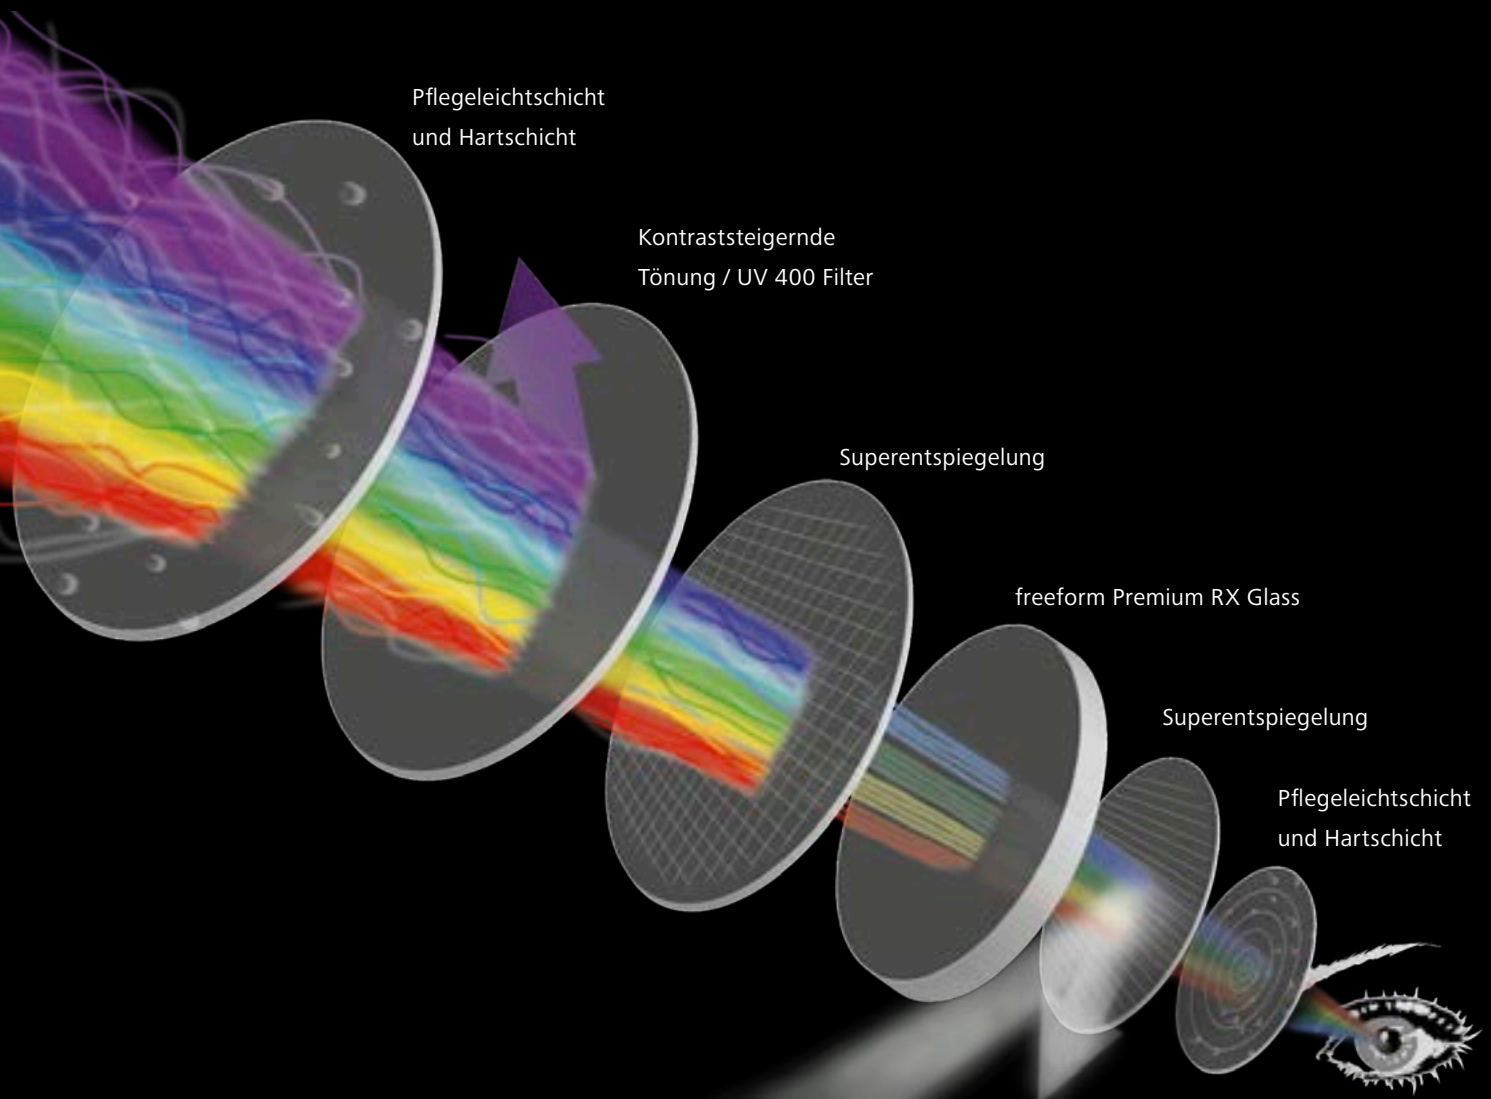 Pflegeleichtschicht
und Hartschicht
Kontraststeigernde
Tönung / UV 400 Filter
Superentspiegelung
freeform Premium RX Glass
Superentspiegelung
Pflegeleichtschicht
und Hartschicht